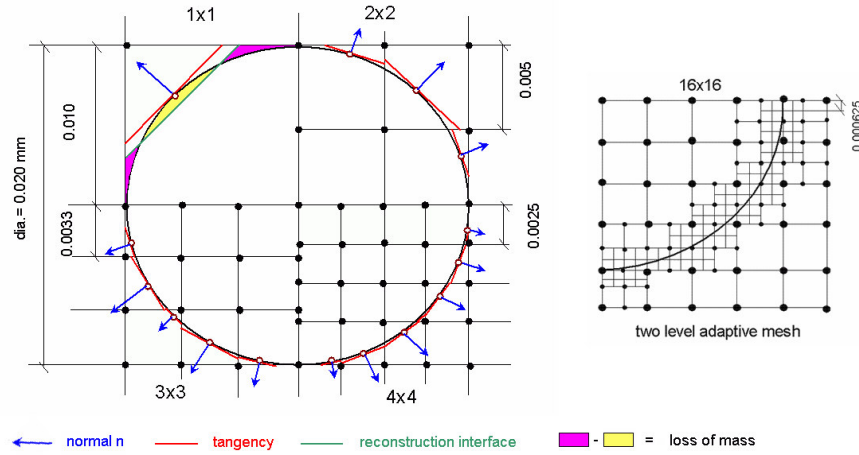 1x1
2x2
0.005
0.010
dia.= 0.020 mm
0.0033
0.0025
3x3
4x4
16x16
0.000625
two level adaptive mesh
normal n
tangency
reconstruction interface
- = loss of mass